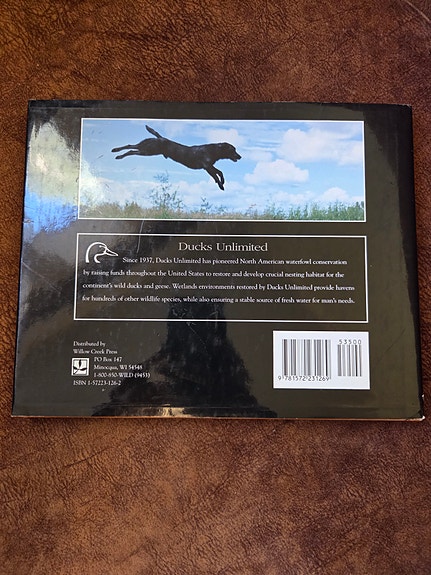 Ducks Unlimited
Since 1937, Ducks Unlimited has pioneered North American waterfowl conservation
by raising funds throughout the United States to restore and develop crucial nesting habitat for the
continent's wild ducks and geese. Wetlands environments restored by Ducks Unlimited provide havens
for hundreds of other wildlife species, while also ensuring a stable source of fresh water for man's needs.
Distributed by
Willow Creek Press
PO Box 147
Minocqua, WI 54548
1-800-850-WILD (9453)
ISBN 1-57223-126-2
53500
9 781572 231269